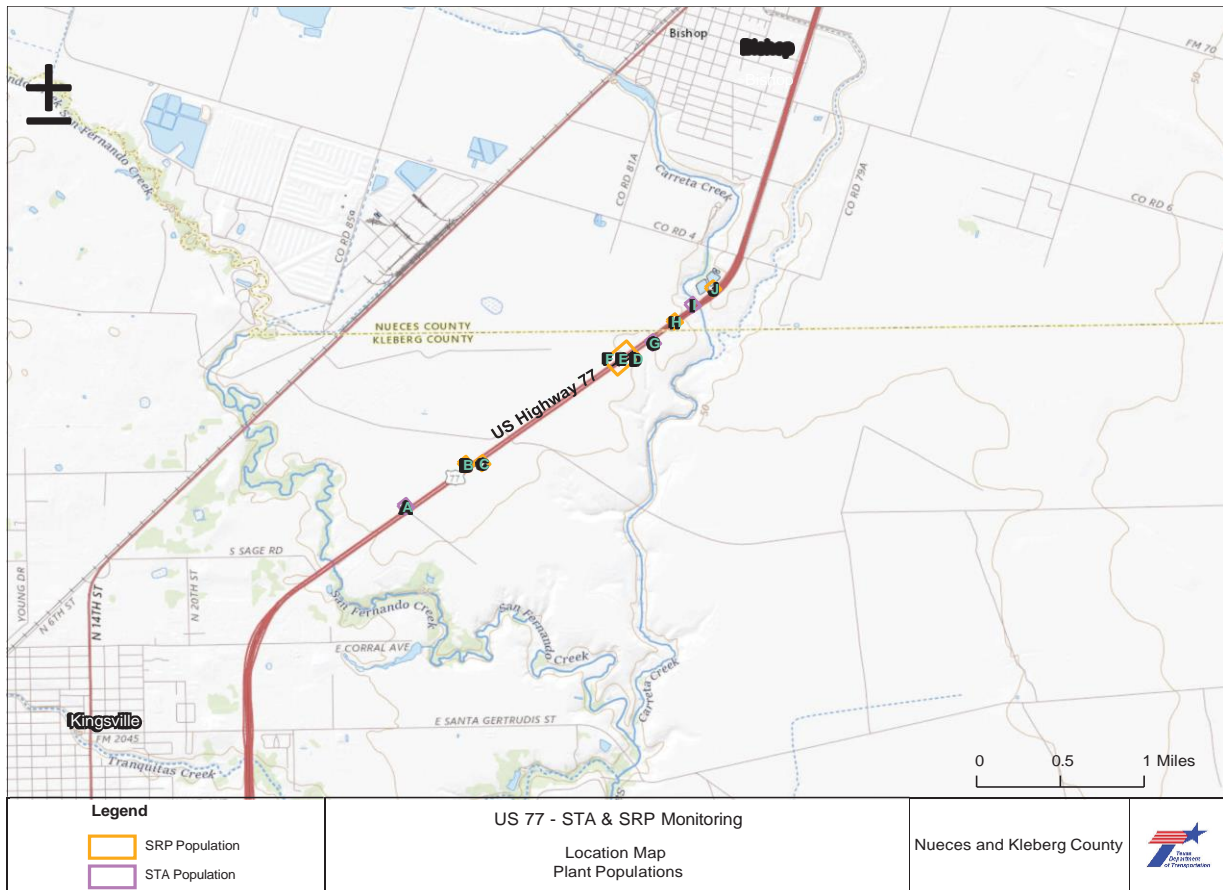 Bishop
Bishop
FM 70
50
Creek San Fernando Creek
CO RD 85a
CO RD 81A
Carreta Creek
CO RD 79A
CO RD 6
CO RD 4
J
I
H
NUECES COUNTY
KLEBERG COUNTY
G
F E D
US Highway 77
50
B C
77
A
S SAGE RD
YOUNG DR
N 6TH ST
N 14TH ST
N 20TH ST
San Fernando Creek
San Fernando Creek
E CORRAL AVE
Carreta Creek
Kingsville
FM 2045
E SANTA GERTRUDIS ST
Tranquitas Creek
0 0.5 1 Miles
Legend
SRP Population
STA Population
US 77 - STA & SRP Monitoring
Location Map
Plant Populations
Nueces and Kleberg County
Texas
Department
of Transportation